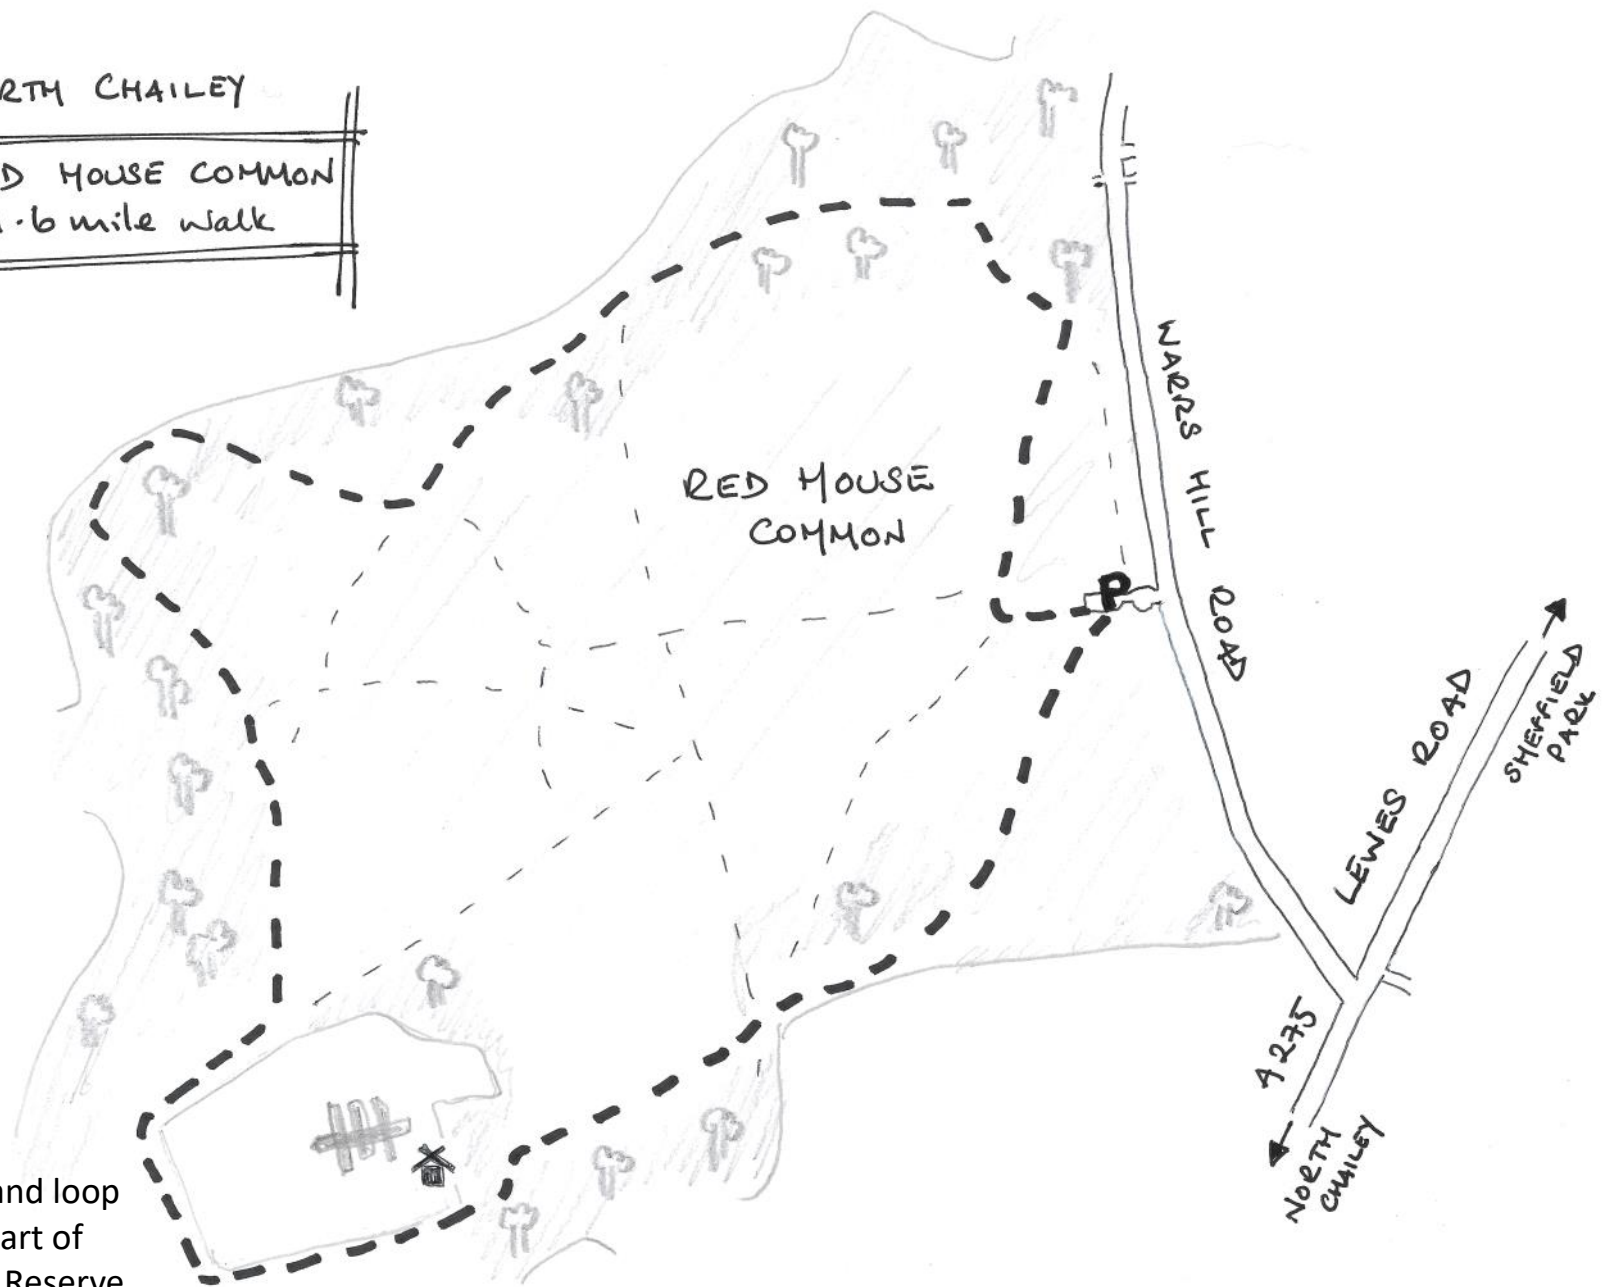 RTH CHAILEY
D HOUSE COMMON
.6 mile walk
RED HOUSE
COMMON
P
WARRS HILL ROAD
LEWES ROAD
SHEFFIELD
PARK
A275
NORTH
CHAILEY
and loop
art of
Reserve